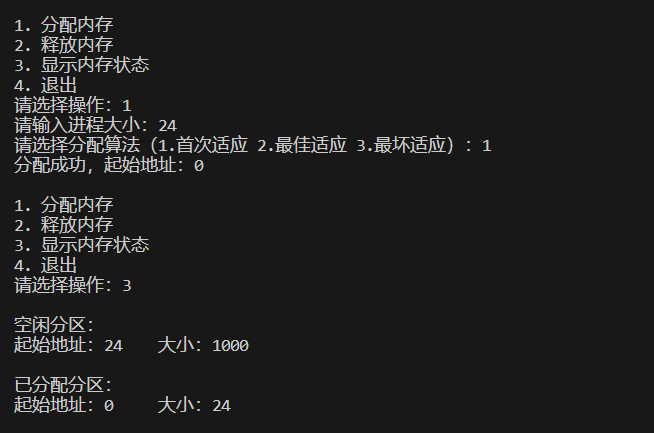 1. 分配内存
2. 释放内存
3. 显示内存状态
4. 退出
请选择操作：1
请输入进程大小：24
请选择分配算法（1.首次适应 2.最佳适应 3.最坏适应）：1
分配成功，起始地址：0
1. 分配内存
2. 释放内存
3. 显示内存状态
4. 退出
请选择操作：3
空闲分区：
起始地址：24 大小：1000
已分配分区：
起始地址：0 大小：24